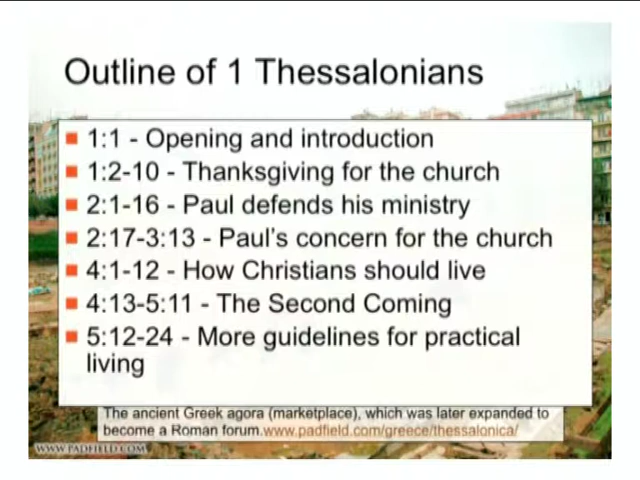 Outline of 1 Thessalonians
1:1 - Opening and introduction
1:2-10 - Thanksgiving for the church
2:1-16 - Paul defends his ministry
2:17-3:13 - Paul's concern for the church
4:1-12 - How Christians should live
4:13-5:11 - The Second Coming
5:12-24 - More guidelines for practical
living
The ancient Greek agora (marketplace), which was later expanded to
become a Roman forum.www.padfield.com/greece/thessalonica/
WWW.PADFIELD.COM